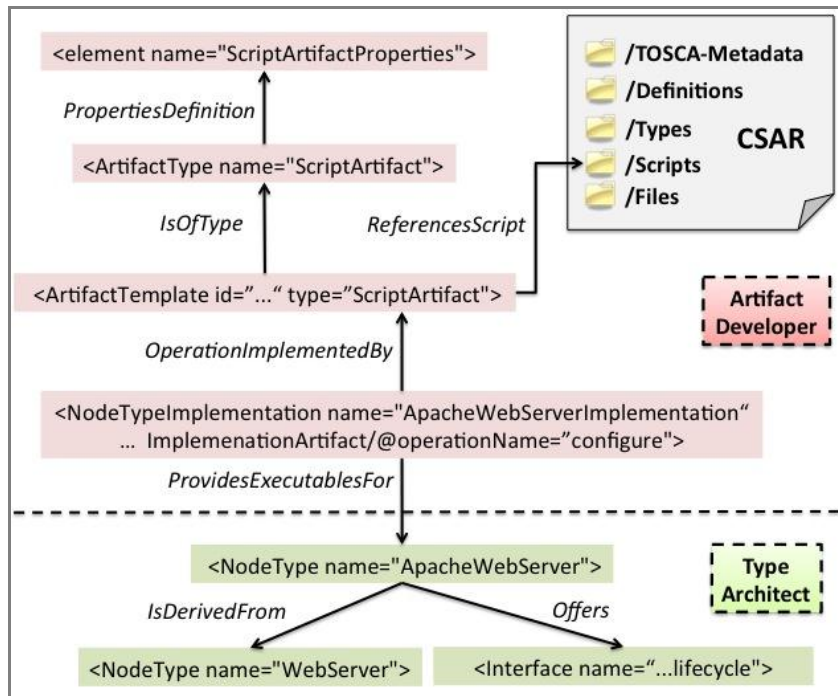 <element name="ScriptArtifactProperties">
PropertiesDefinition
<ArtifactType name="ScriptArtifact">
IsOfType
ReferencesScript
/TOSCA-Metadata
/Definitions
/Types
/Scripts
/Files
CSAR
<ArtifactTemplate id=”...“ type=”ScriptArtifact">
Artifact
Developer
OperationImplementedBy
<NodeTypeImplementation name="ApacheWebServerImplementation“
... ImplemenationArtifact/@operationName=”configure">
ProvidesExecutablesFor
<NodeType name="ApacheWebServer">
Type
Architect
IsDerivedFrom
Offers
<NodeType name="WebServer">
<Interface name=“...lifecycle">